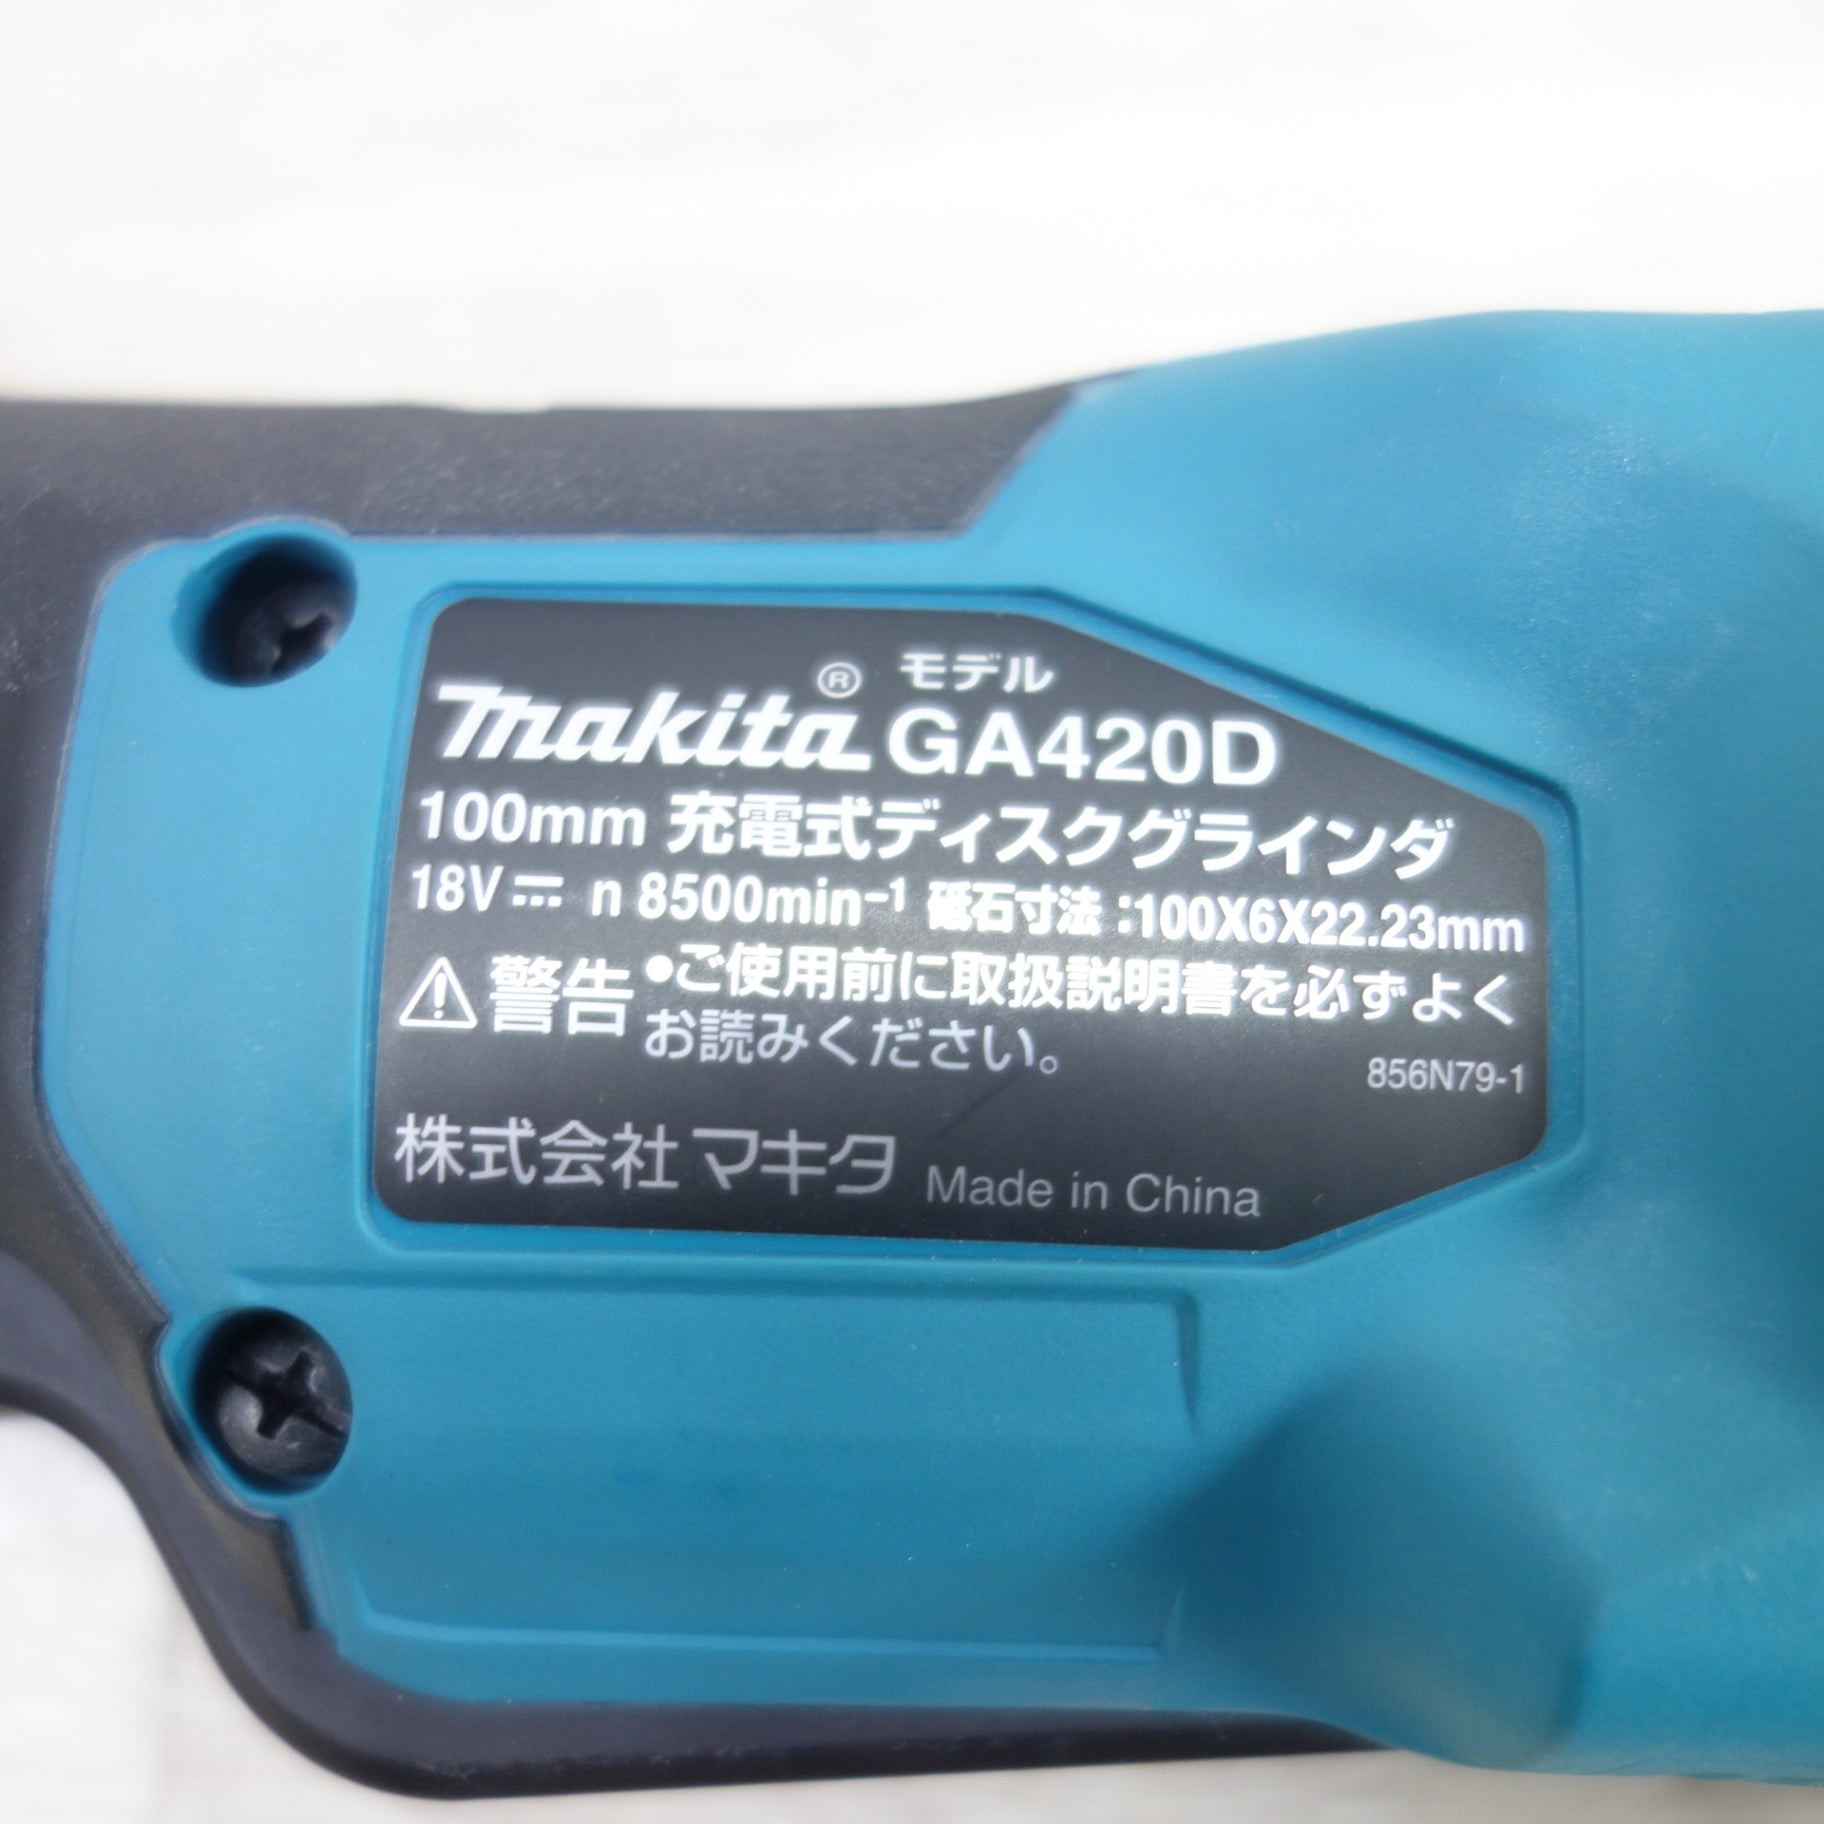 モデル
makita® GA420D
100mm 充電式ディスクグラインダ
18V⎓ n 8500min⁻¹ 砥石寸法:100X6X22.23mm
⚠警告 ●ご使用前に取扱説明書を必ずよく
お読みください。
856N79-1
株式会社マキタ Made in China